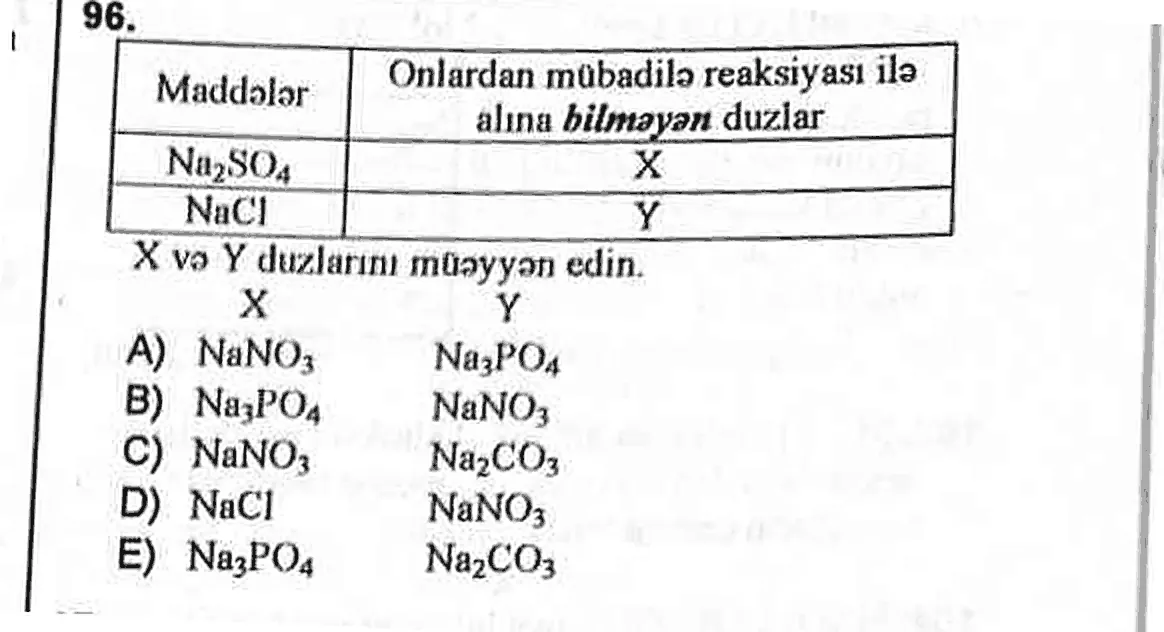 96.
Maddələr
Onlardan mübadilə reaksiyası ilə
alına bilməyən duzlar
Na₂SO₄ X
NaCl Y
X və Y duzlarını müəyyən edin.
X Y
A) NaNO₃ Na₃PO₄
B) Na₃PO₄ NaNO₃
C) NaNO₃ Na₂CO₃
D) NaCl NaNO₃
E) Na₃PO₄ Na₂CO₃